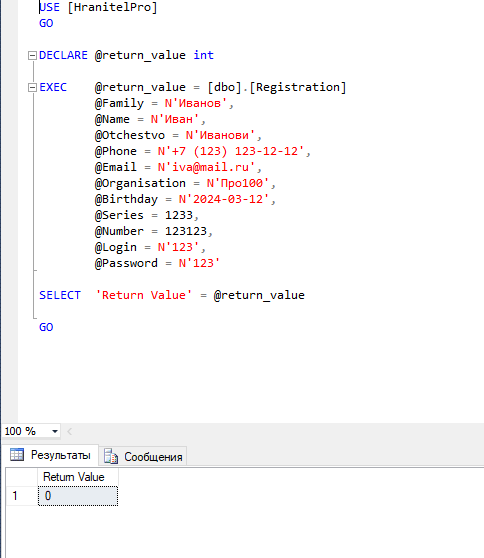 USE [HranitelPro]
GO
DECLARE @return_value int
EXEC @return_value = [dbo].[Registration]
@Family = N'Иванов',
@Name = N'Иван',
@Otchestvo = N'Иванови',
@Phone = N'+7 (123) 123-12-12',
@Email = N'iva@mail.ru',
@Organisation = N'Про100',
@Birthday = N'2024-03-12',
@Series = 1233,
@Number = 123123,
@Login = N'123',
@Password = N'123'
SELECT 'Return Value' = @return_value
GO
100 %
Результаты Сообщения
Return Value
1 0